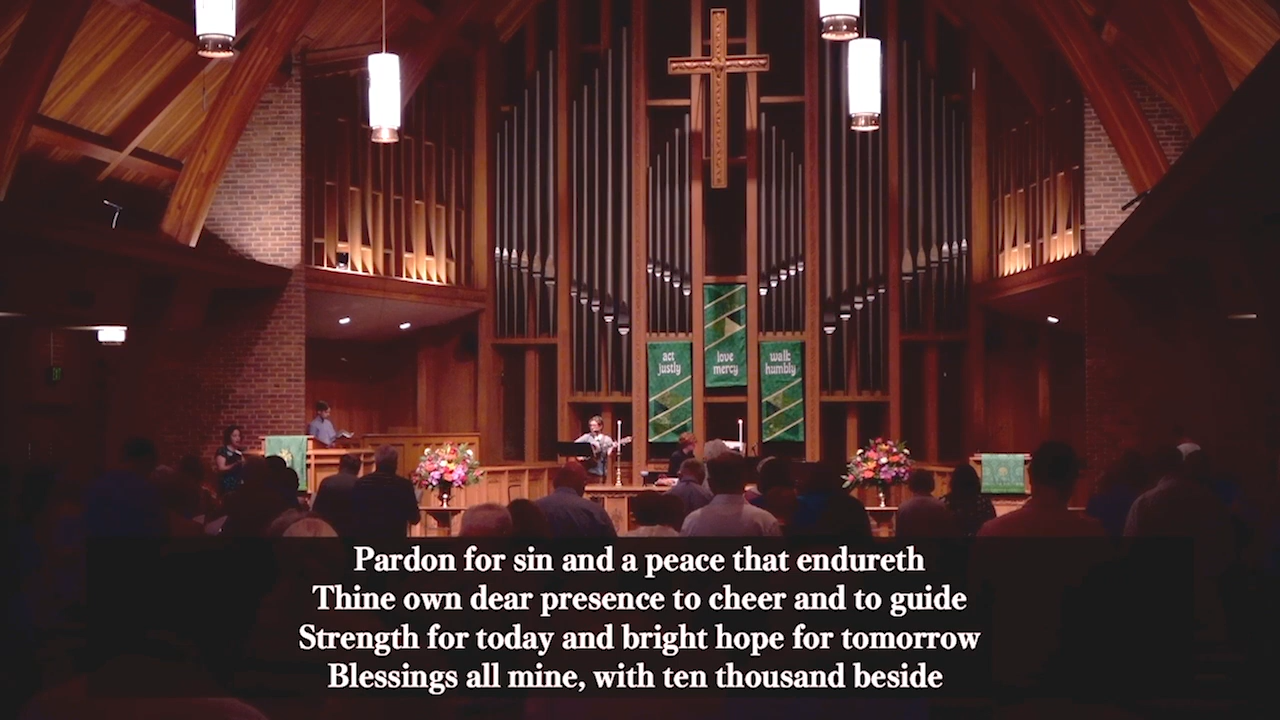 act
justly
love
mercy
walk
humbly
Pardon for sin and a peace that endureth
Thine own dear presence to cheer and to guide
Strength for today and bright hope for tomorrow
Blessings all mine, with ten thousand beside